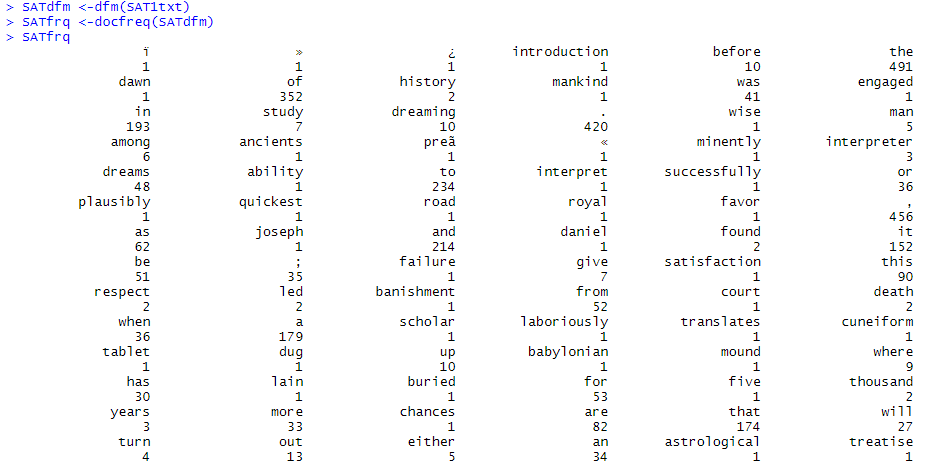 > SATdfm <-dfm(SAT1txt)
> SATfrq <-docfreq(SATdfm)
> SATfrq
ï » ¿ introduction before the
1 1 1 1 10 491
dawn of history mankind was engaged
1 352 2 1 41 1
in study dreaming . wise man
193 7 10 420 1 5
among ancients preã « minently interpreter
6 1 1 1 1 3
dreams ability to interpret successfully or
48 1 234 1 1 36
plausibly quickest road royal favor ,
1 1 1 1 1 456
as joseph and daniel found it
62 1 214 1 2 152
be ; failure give satisfaction this
51 35 1 7 1 90
respect led banishment from court death
2 2 1 52 1 2
when a scholar laboriously translates cuneiform
36 179 1 1 1 1
tablet dug up babylonian mound where
1 1 10 1 1 9
has lain buried for five thousand
30 1 1 53 1 2
years more chances are that will
3 33 1 82 174 27
turn out either an astrological treatise
4 13 5 34 1 1